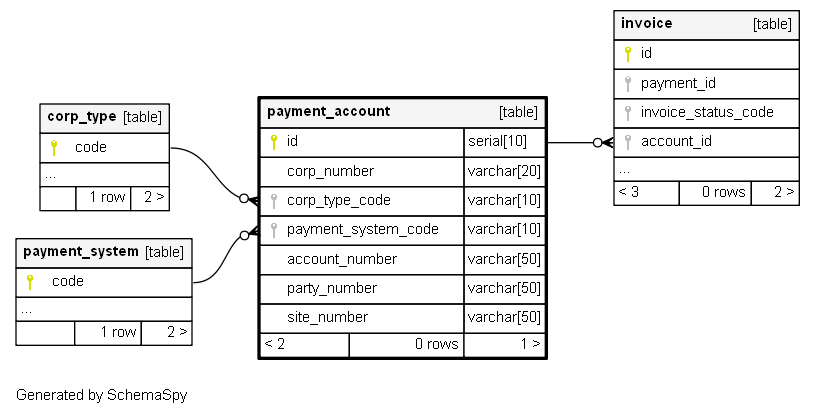 invoice [table]
id
payment_id
invoice_status_code
account_id
...
< 3 0 rows 2 >
corp_type [table]
code
...
1 row 2 >
payment_account [table]
id serial[10]
corp_number varchar[20]
corp_type_code varchar[10]
payment_system_code varchar[10]
account_number varchar[50]
party_number varchar[50]
site_number varchar[50]
< 2 0 rows 1 >
payment_system [table]
code
...
1 row 2 >
Generated by SchemaSpy